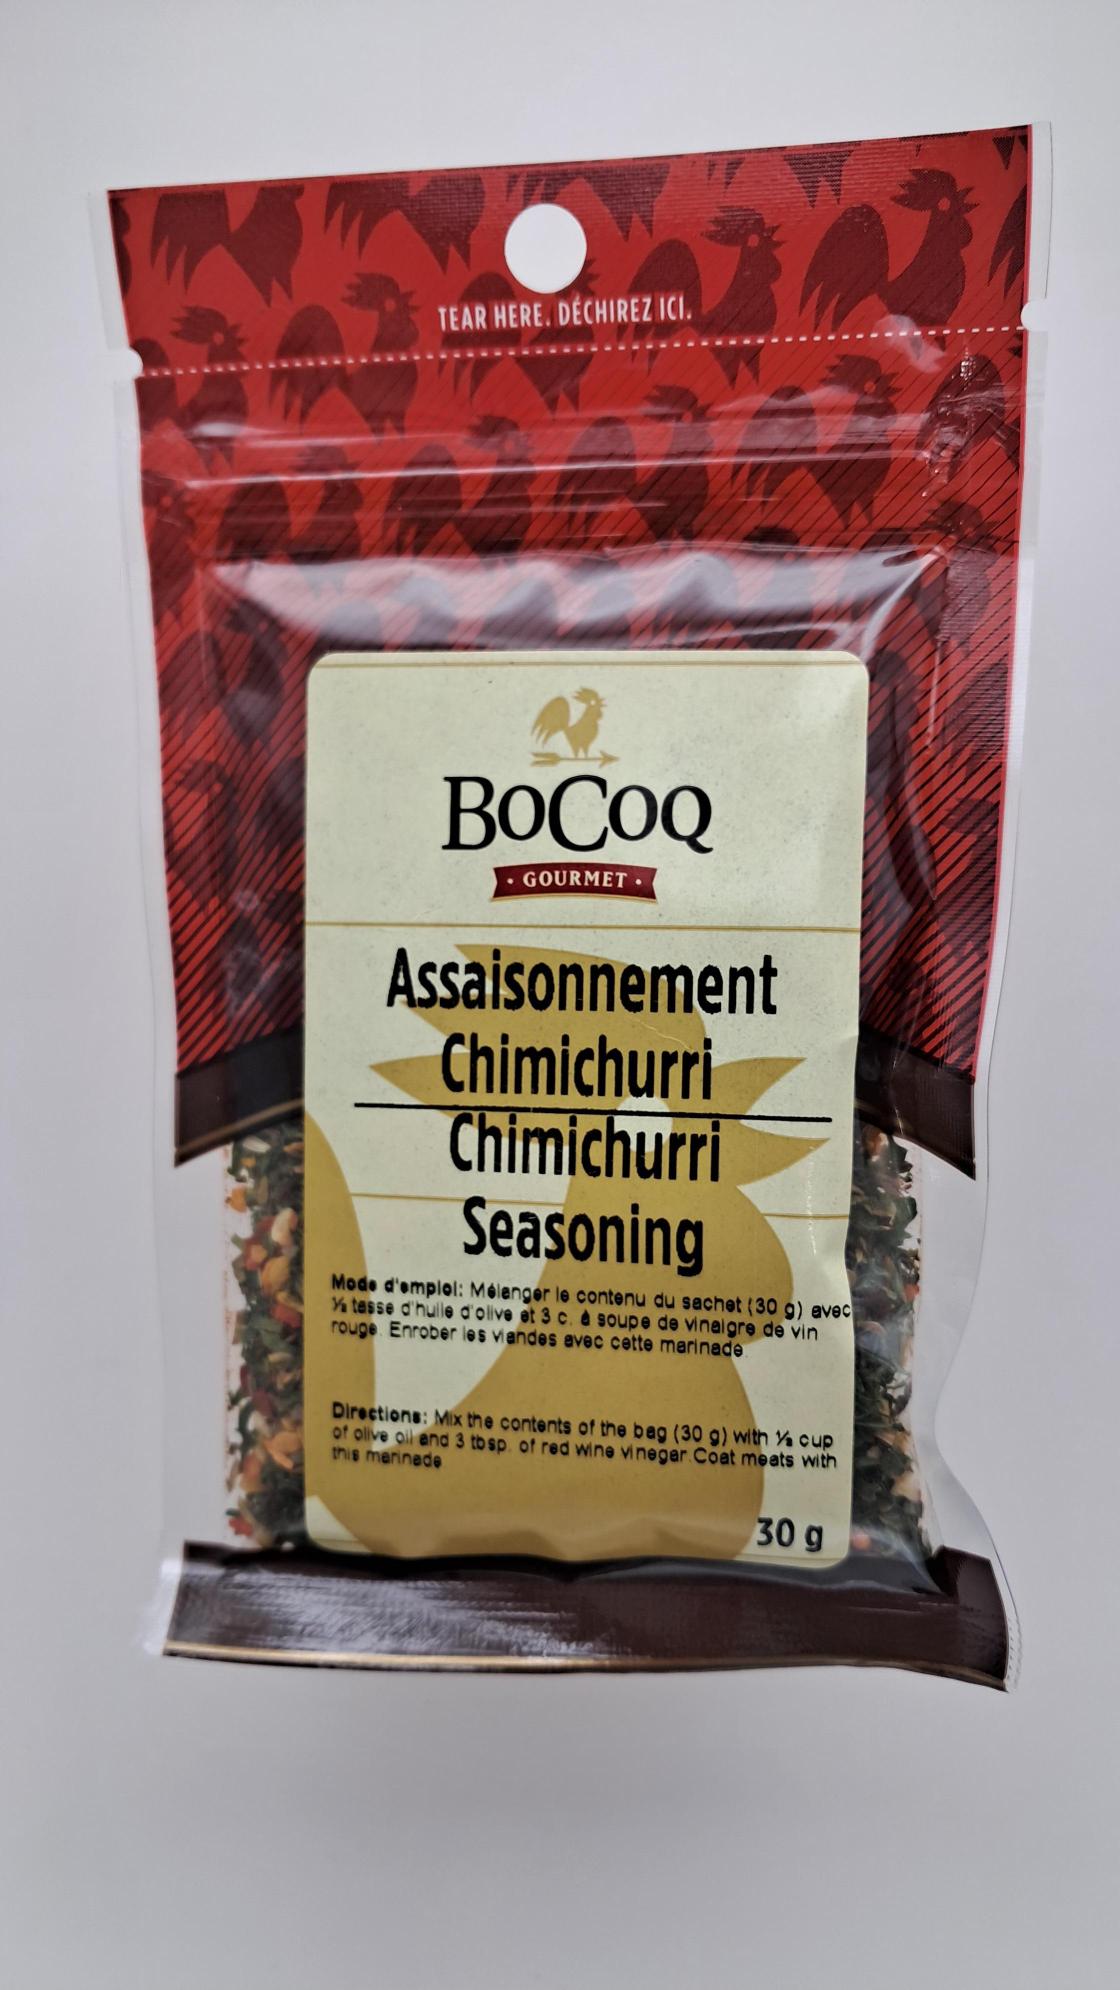 TEAR HERE. DÉCHIREZ ICI.
BOCOQ
· GOURMET ·
Assaisonnement
Chimichurri
Chimichurri
Seasoning
Mode d'emploi: Mélanger le contenu du sachet (30 g) avec
½ tasse d'huile d'olive et 3 c. à soupe de vinaigre de vin
rouge. Enrober les viandes avec cette marinade
Directions: Mix the contents of the bag (30 g) with ½ cup
of olive oil and 3 tbsp. of red wine vinegar.Coat meats with
this marinade
30 g